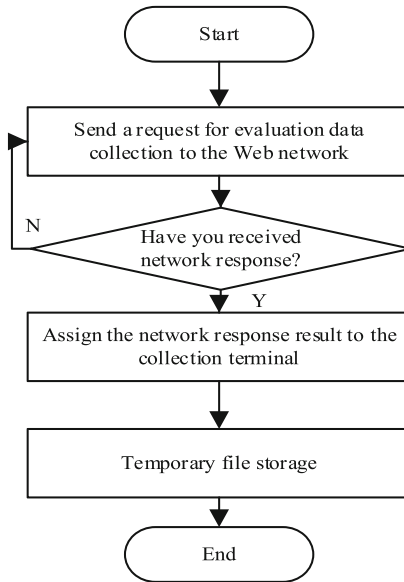 Start
Send a request for evaluation data
collection to the Web network
N
Have you received
network response?
Y
Assign the network response result to the
collection terminal
Temporary file storage
End